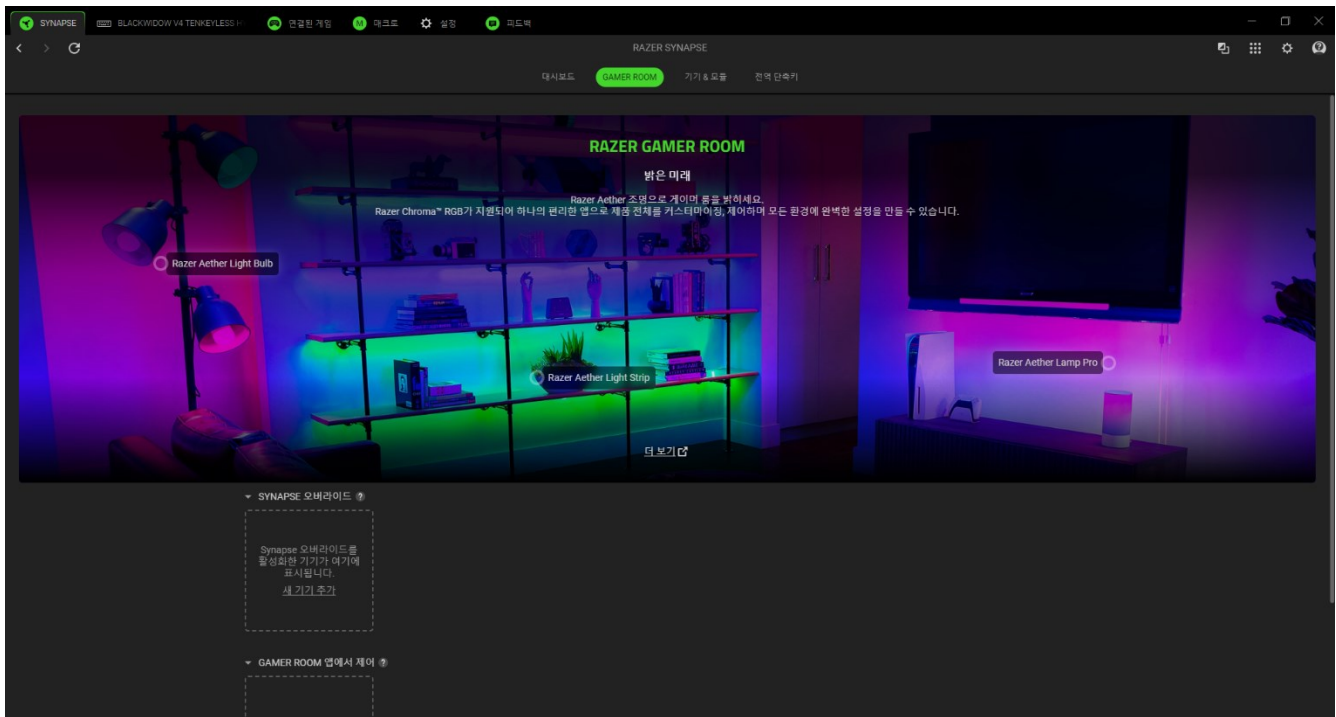 SYNAPSE
BLACKWIDOW V4 TENKEYLESS H
연결된 게임
매크로
설정
피드백
RAZER SYNAPSE
대시보드
GAMER ROOM
기기 & 모듈
전역 단축키
RAZER GAMER ROOM
밝은 미래
Razer Aether 조명으로 게이머 룸을 밝히세요.
Razer Chroma™ RGB가 지원되어 하나의 편리한 앱으로 제품 전체를 커스터마이징, 제어하며 모든 환경에 완벽한 설정을 만들 수 있습니다.
Razer Aether Light Bulb
Razer Aether Lamp Pro
Razer Aether Light Strip
더 보기
SYNAPSE 오버라이드
Synapse 오버라이드를
활성화한 기기가 여기에
표시됩니다.
새 기기 추가
GAMER ROOM 앱에서 제어